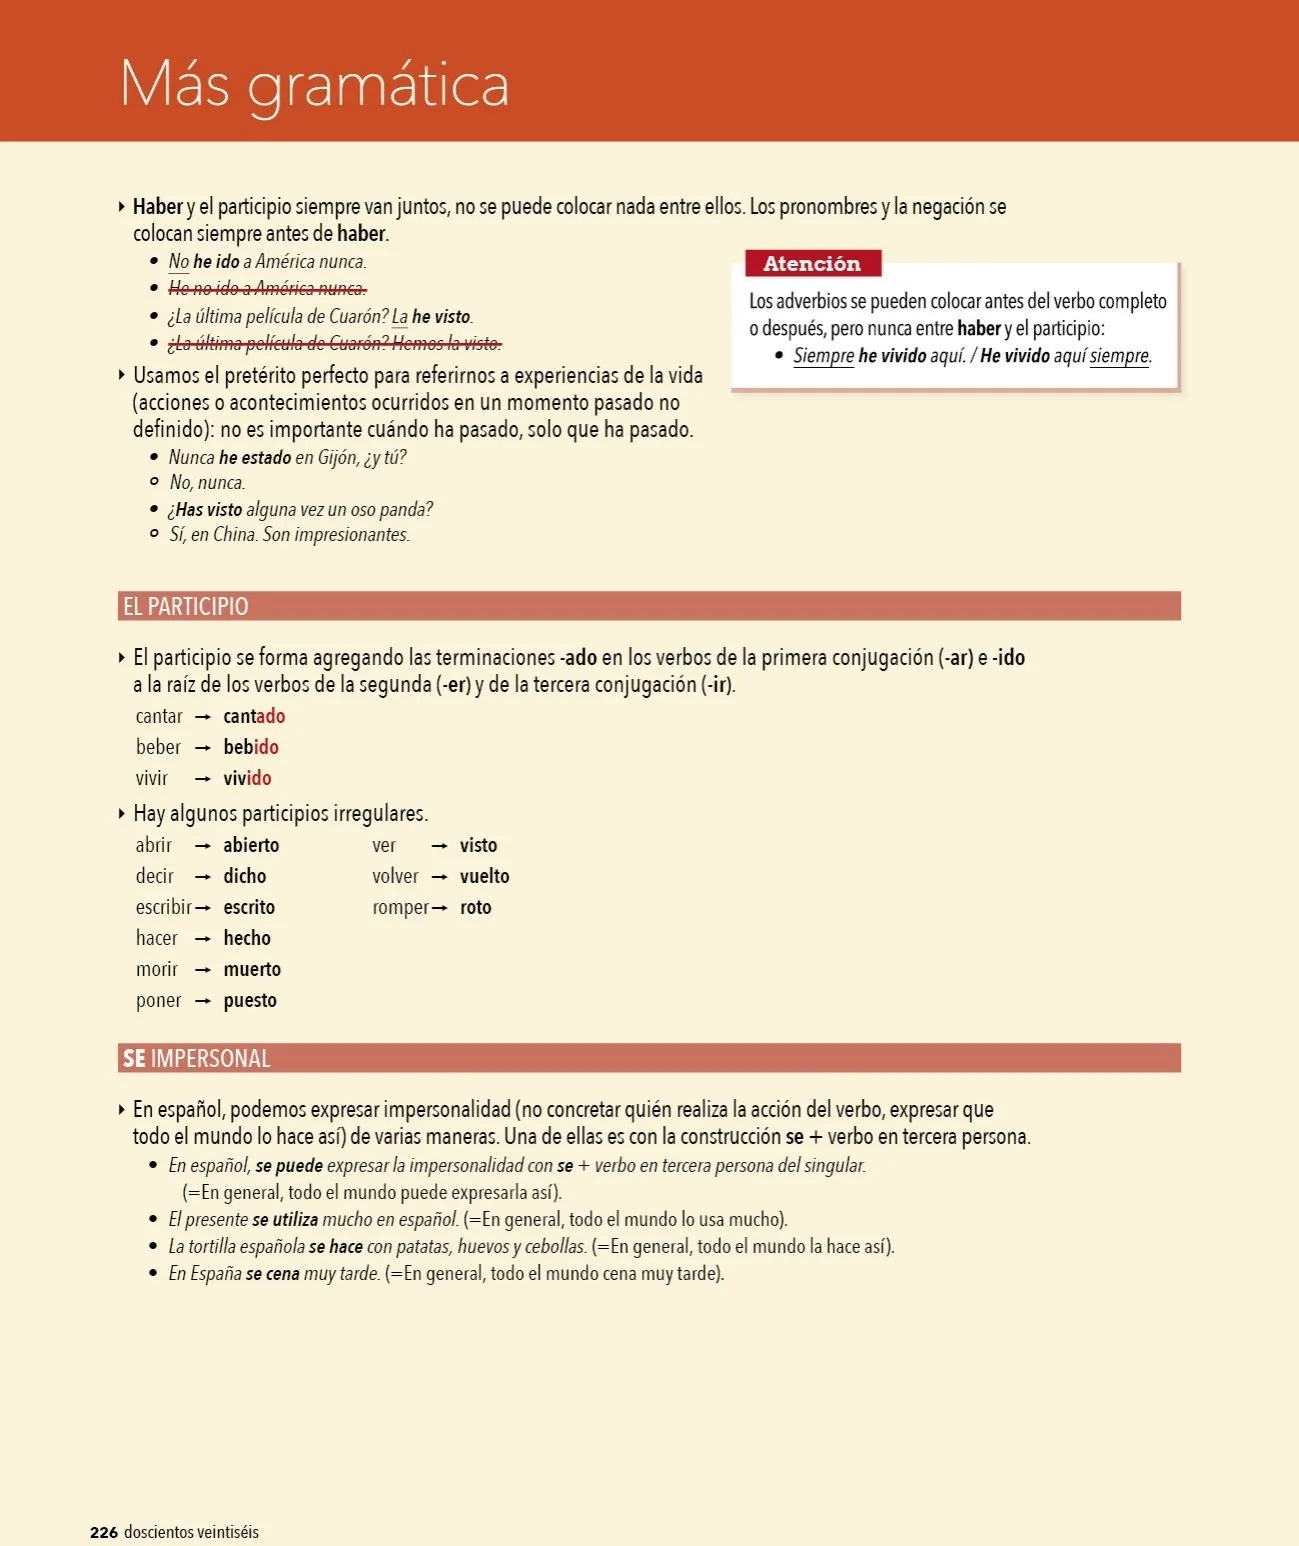 Más gramática
‣ Haber y el participio siempre van juntos, no se puede colocar nada entre ellos. Los pronombres y la negación se
colocan siempre antes de haber.
• No he ido a América nunca.
• He no ido a América nunca.
• ¿La última película de Cuarón? La he visto.
• ¿La última película de Cuarón? Hemos la visto.
Atención
Los adverbios se pueden colocar antes del verbo completo
o después, pero nunca entre haber y el participio:
• Siempre he vivido aquí. / He vivido aquí siempre.
‣ Usamos el pretérito perfecto para referirnos a experiencias de la vida
(acciones o acontecimientos ocurridos en un momento pasado no
definido): no es importante cuándo ha pasado, solo que ha pasado.
• Nunca he estado en Gijón, ¿y tú?
○ No, nunca.
• ¿Has visto alguna vez un oso panda?
○ Sí, en China. Son impresionantes.
EL PARTICIPIO
‣ El participio se forma agregando las terminaciones -ado en los verbos de la primera conjugación (-ar) e -ido
a la raíz de los verbos de la segunda (-er) y de la tercera conjugación (-ir).
cantar → cantado
beber → bebido
vivir → vivido
‣ Hay algunos participios irregulares.
abrir → abierto ver → visto
decir → dicho volver → vuelto
escribir → escrito romper → roto
hacer → hecho
morir → muerto
poner → puesto
SE IMPERSONAL
‣ En español, podemos expresar impersonalidad (no concretar quién realiza la acción del verbo, expresar que
todo el mundo lo hace así) de varias maneras. Una de ellas es con la construcción se + verbo en tercera persona.
• En español, se puede expresar la impersonalidad con se + verbo en tercera persona del singular.
(=En general, todo el mundo puede expresarla así).
• El presente se utiliza mucho en español. (=En general, todo el mundo lo usa mucho).
• La tortilla española se hace con patatas, huevos y cebollas. (=En general, todo el mundo la hace así).
• En España se cena muy tarde. (=En general, todo el mundo cena muy tarde).
226 doscientos veintiséis